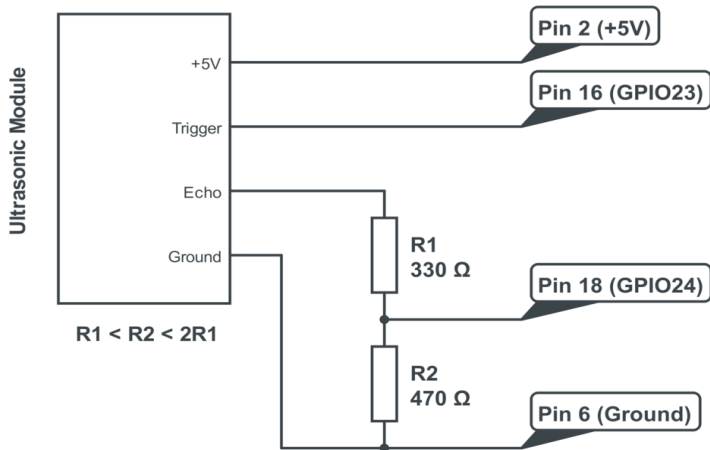 Ultrasonic Module
+5V
Trigger
Echo
Ground
R1 < R2 < 2R1
R1
330 Ω
R2
470 Ω
Pin 2 (+5V)
Pin 16 (GPIO23)
Pin 18 (GPIO24)
Pin 6 (Ground)